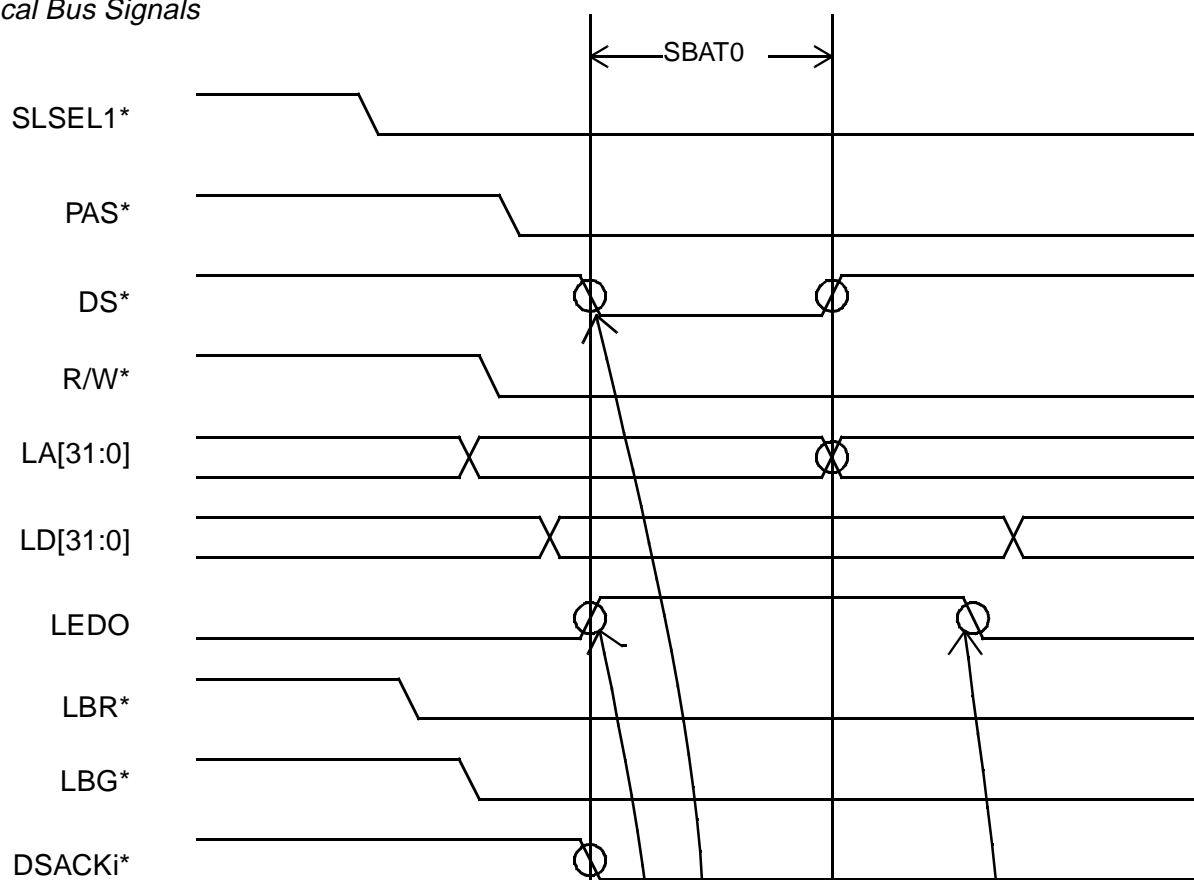 cal Bus Signals
SBAT0
SLSEL1*
PAS*
DS*
R/W*
LA[31:0]
LD[31:0]
LEDO
LBR*
LBG*
DSACKi*